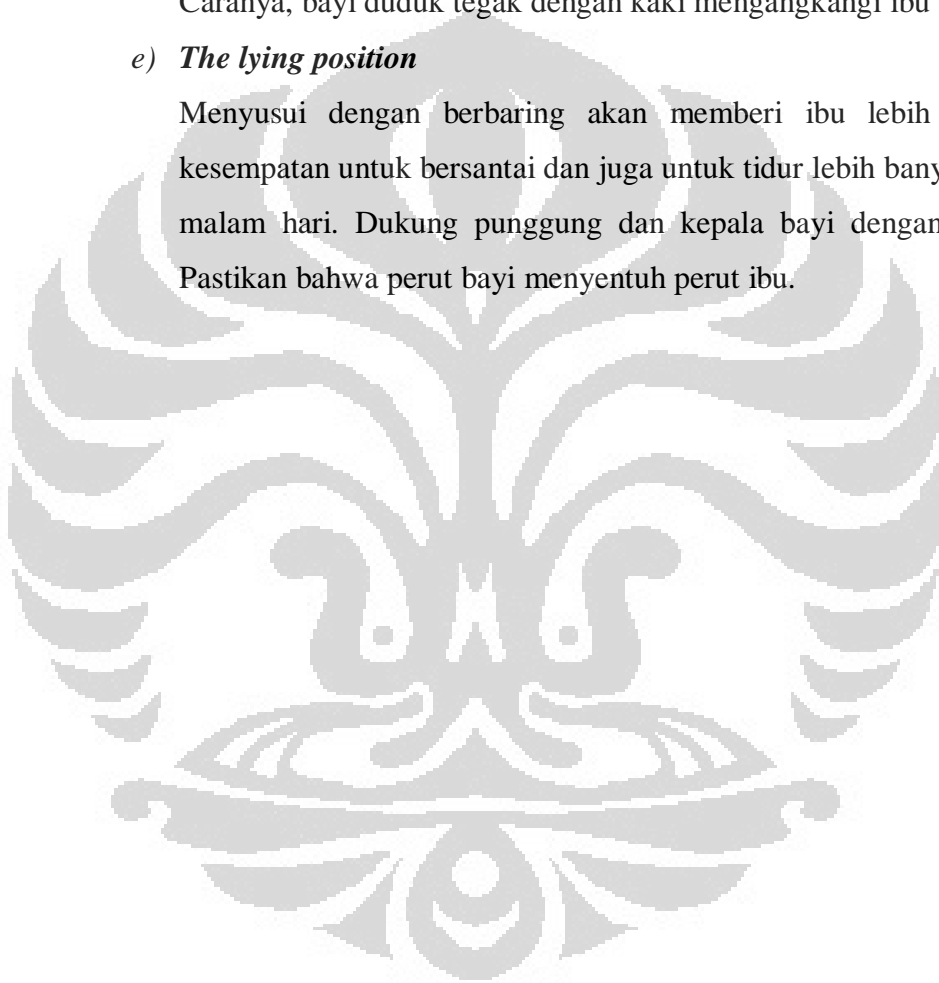 Caranya, bayi duduk tegak dengan kaki mengangkangi ibu
e) The lying position
Menyusui dengan berbaring akan memberi ibu lebih
kesempatan untuk bersantai dan juga untuk tidur lebih bany
malam hari. Dukung punggung dan kepala bayi dengan
Pastikan bahwa perut bayi menyentuh perut ibu.